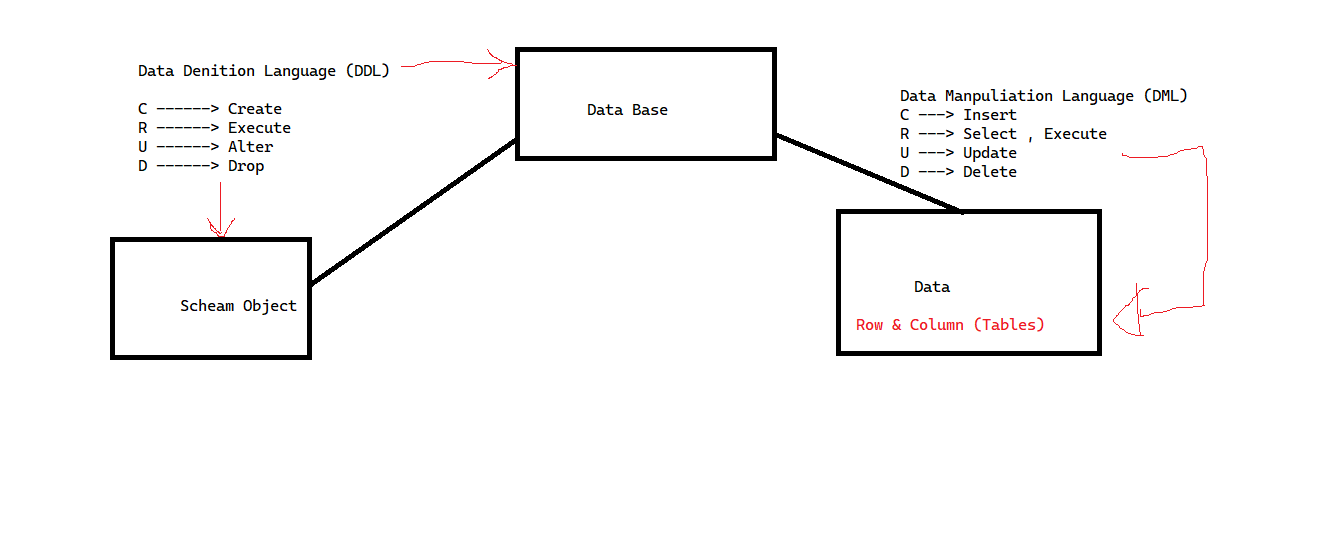 Data Denition Language (DDL)
C ------> Create
R ------> Execute
U ------> Alter
D ------> Drop
Data Base
Data Manpuliation Language (DML)
C ---> Insert
R ---> Select , Execute
U ---> Update
D ---> Delete
Scheam Object
Data
Row & Column (Tables)